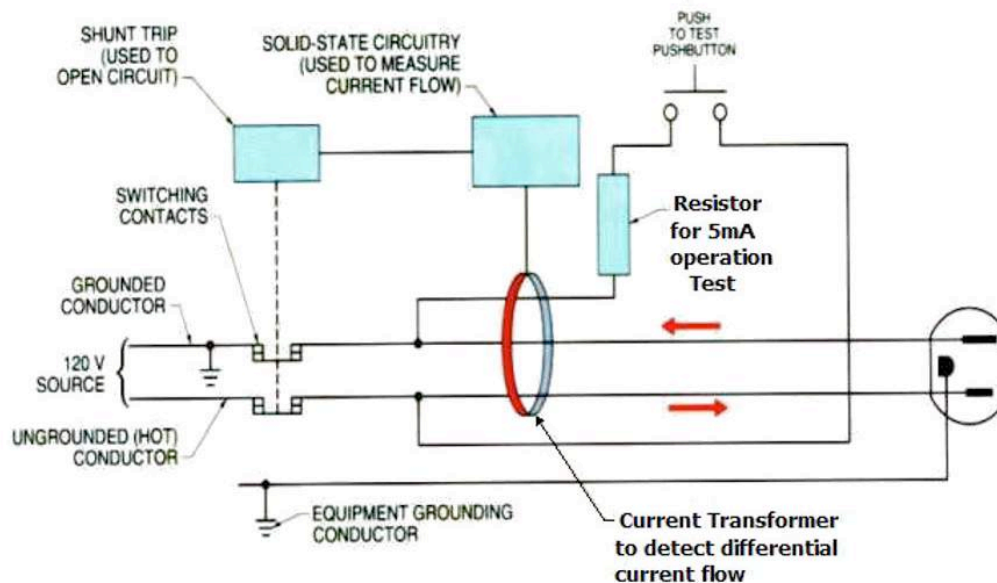 SHUNT TRIP
(USED TO
OPEN CIRCUIT)
SOLID-STATE CIRCUITRY
(USED TO MEASURE
CURRENT FLOW)
PUSH
TO TEST
PUSHBUTTON
SWITCHING
CONTACTS
Resistor
for 5mA
operation
Test
GROUNDED
CONDUCTOR
120 V
SOURCE
UNGROUNDED (HOT)
CONDUCTOR
EQUIPMENT GROUNDING
CONDUCTOR
Current Transformer
to detect differential
current flow